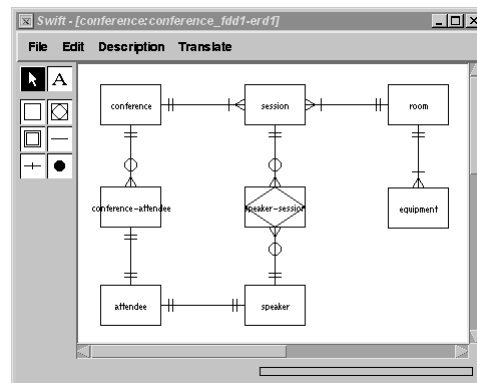 Swift - [conference:conference_fdd1-erd1]
File Edit Description Translate
A
conference session room
conference-attendee speaker-session equipment
attendee speaker